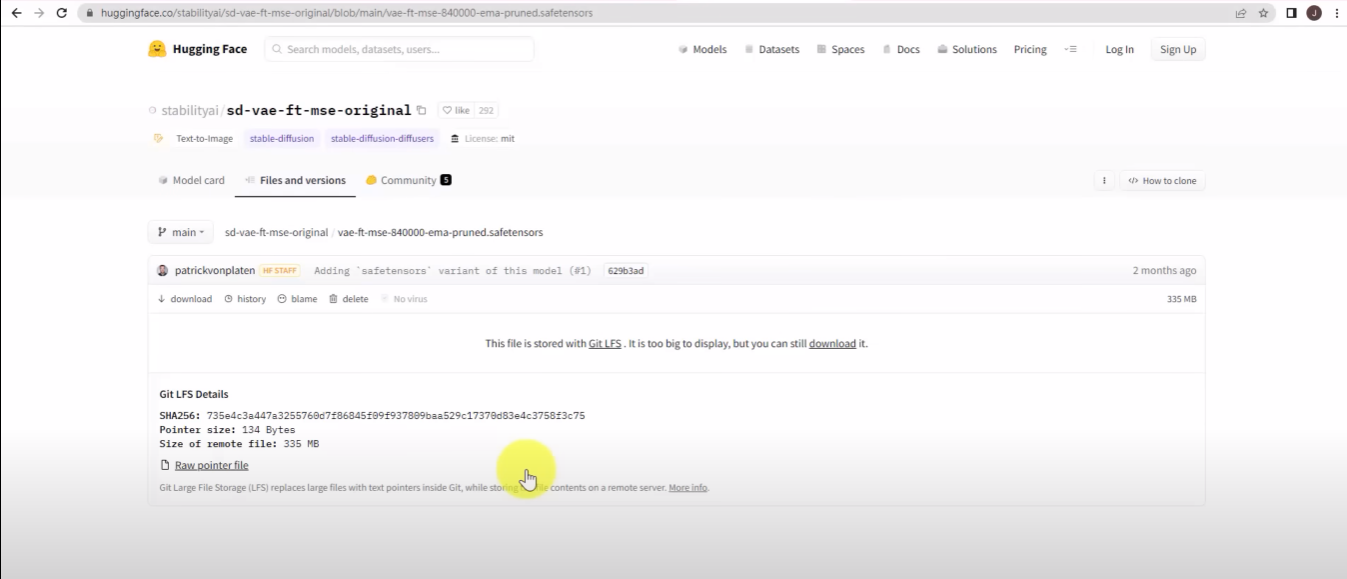 huggingface.co/stabilityai/sd-vae-ft-mse-original/blob/main/vae-ft-mse-840000-ema-pruned.safetensors
J
Hugging Face Search models, datasets, users... Models Datasets Spaces Docs Solutions Pricing Log In Sign Up
stabilityai/sd-vae-ft-mse-original like 292
Text-to-Image stable-diffusion stable-diffusion-diffusers License: mit
Model card Files and versions Community 5 How to clone
main sd-vae-ft-mse-original / vae-ft-mse-840000-ema-pruned.safetensors
patrickvonplaten HF STAFF Adding `safetensors` variant of this model (#1) 629b3ad 2 months ago
download history blame delete No virus 335 MB
This file is stored with Git LFS . It is too big to display, but you can still download it.
Git LFS Details
SHA256: 735e4c3a447a3255760d7f86845f09f937809baa529c17370d83e4c3758f3c75
Pointer size: 134 Bytes
Size of remote file: 335 MB
Raw pointer file
Git Large File Storage (LFS) replaces large files with text pointers inside Git, while storing file contents on a remote server. More info.